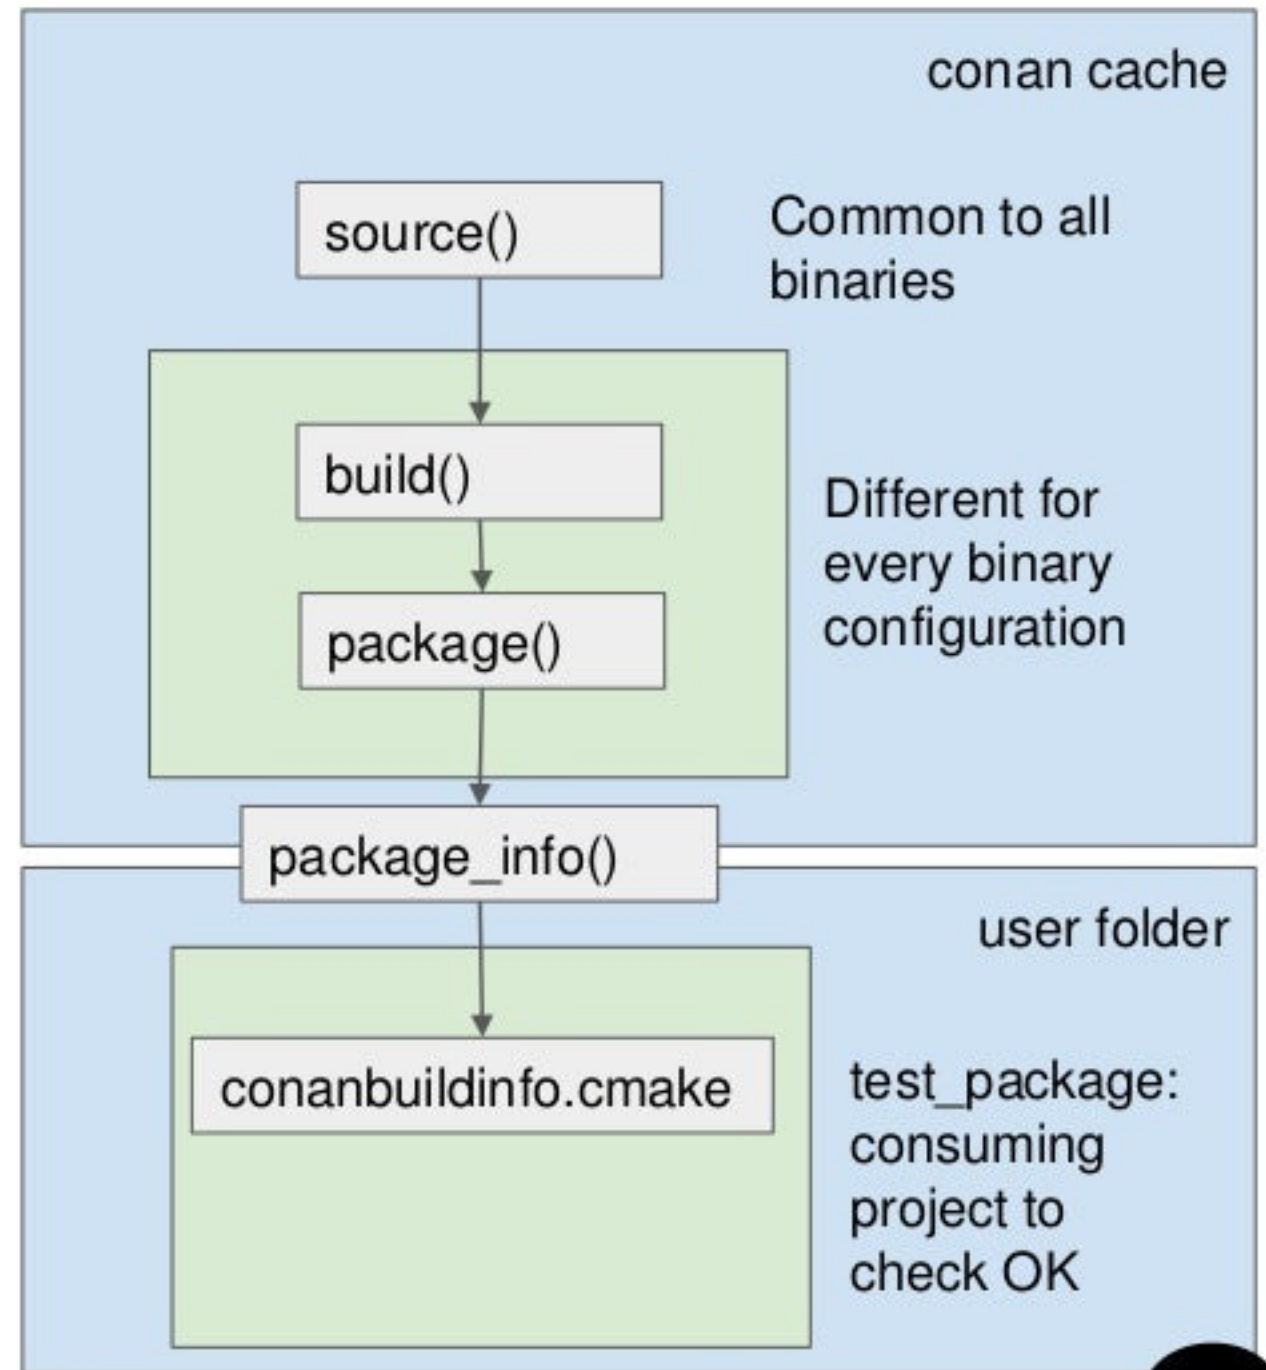 conan cache
source()
Common to all
binaries
build()
Different for
every binary
configuration
package()
package_info()
user folder
conanbuildinfo.cmake
test_package:
consuming
project to
check OK